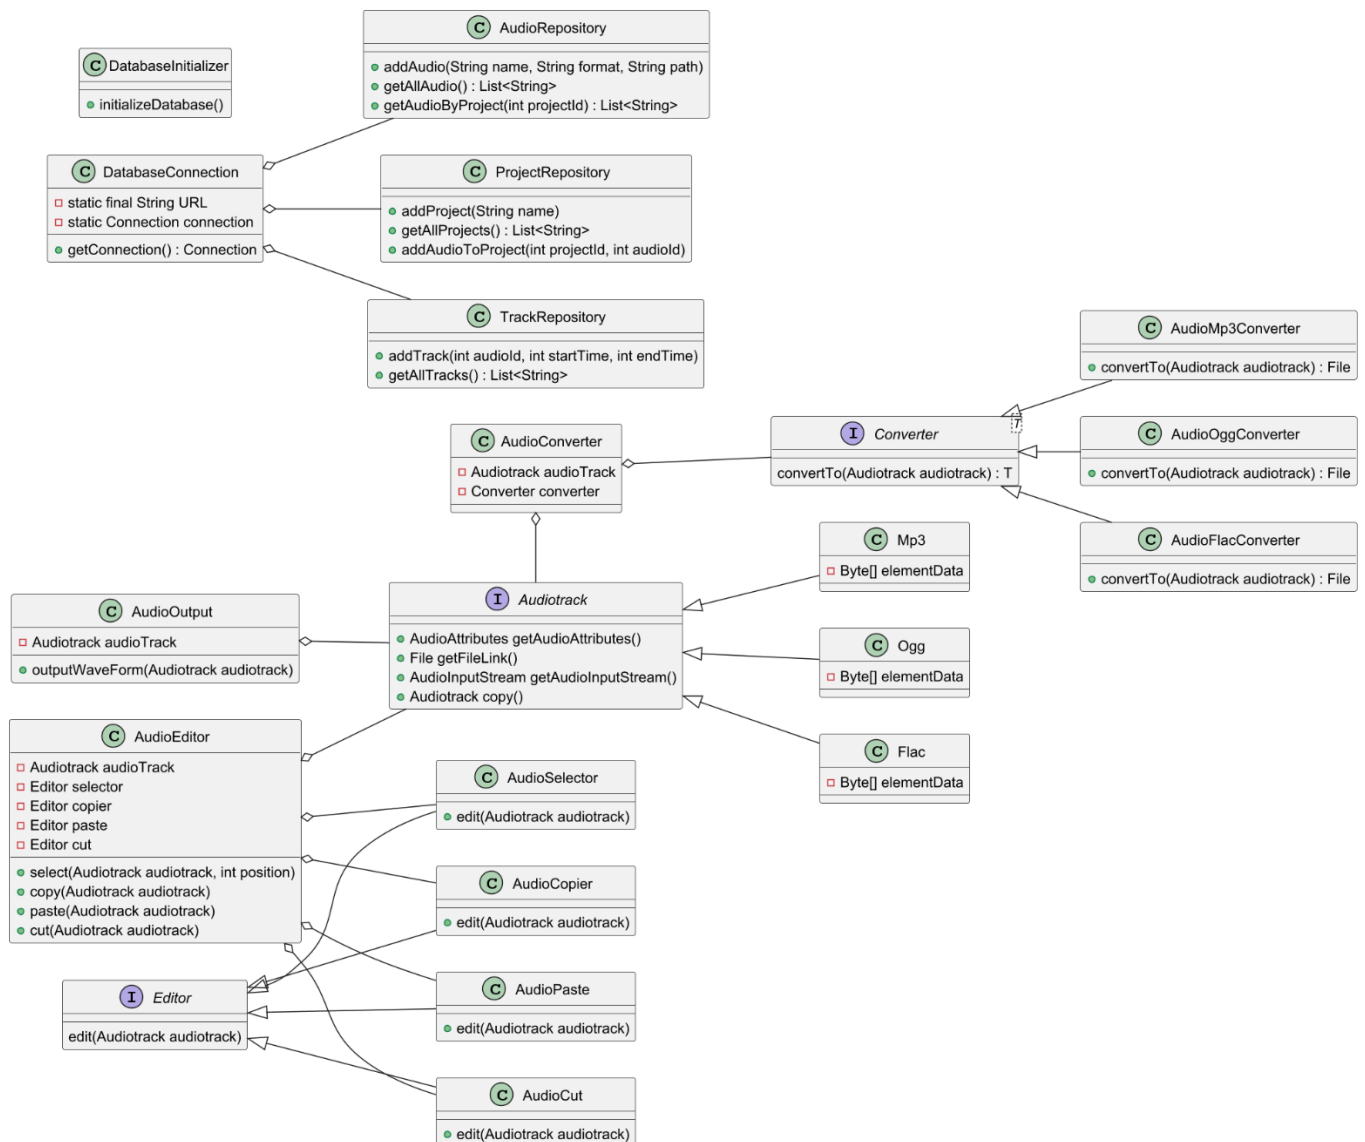 C AudioRepository
addAudio(String name, String format, String path)
getAllAudio() : List<String>
getAudioByProject(int projectId) : List<String>
C DatabaseInitializer
initializeDatabase()
C DatabaseConnection
static final String URL
static Connection connection
getConnection() : Connection
C ProjectRepository
addProject(String name)
getAllProjects() : List<String>
addAudioToProject(int projectId, int audioId)
C TrackRepository
addTrack(int audioId, int startTime, int endTime)
getAllTracks() : List<String>
C AudioConverter
Audiotrack audioTrack
Converter converter
I Converter
T
convertTo(Audiotrack audiotrack) : T
C AudioMp3Converter
convertTo(Audiotrack audiotrack) : File
C AudioOggConverter
convertTo(Audiotrack audiotrack) : File
C AudioFlacConverter
convertTo(Audiotrack audiotrack) : File
C AudioOutput
Audiotrack audioTrack
outputWaveForm(Audiotrack audiotrack)
I Audiotrack
AudioAttributes getAudioAttributes()
File getFileLink()
AudioInputStream getAudioInputStream()
Audiotrack copy()
C Mp3
Byte[] elementData
C Ogg
Byte[] elementData
C Flac
Byte[] elementData
C AudioEditor
Audiotrack audioTrack
Editor selector
Editor copier
Editor paste
Editor cut
select(Audiotrack audiotrack, int position)
copy(Audiotrack audiotrack)
paste(Audiotrack audiotrack)
cut(Audiotrack audiotrack)
C AudioSelector
edit(Audiotrack audiotrack)
C AudioCopier
edit(Audiotrack audiotrack)
I Editor
edit(Audiotrack audiotrack)
C AudioPaste
edit(Audiotrack audiotrack)
C AudioCut
edit(Audiotrack audiotrack)